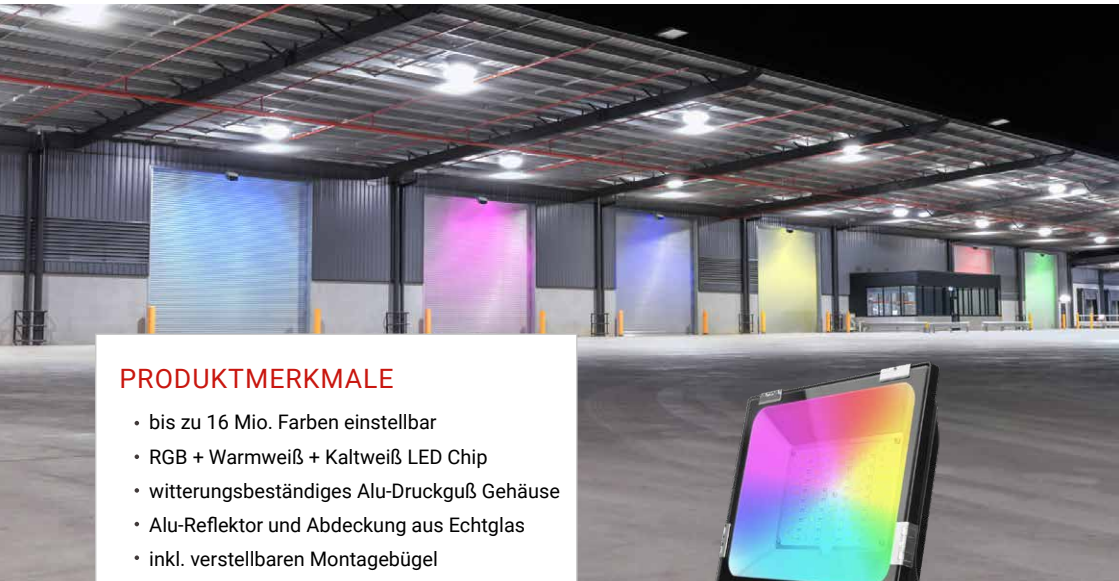 PRODUKTMERKMALE
• bis zu 16 Mio. Farben einstellbar
• RGB + Warmweiß + Kaltweiß LED Chip
• witterungsbeständiges Alu-Druckguß Gehäuse
• Alu-Reflektor und Abdeckung aus Echtglas
• inkl. verstellbaren Montagebügel